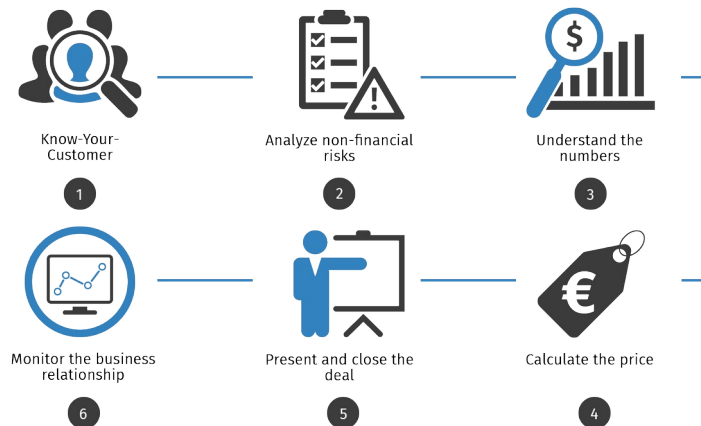 $
Know-Your-
Customer
1
Analyze non-financial
risks
2
Understand the
numbers
3
€
Monitor the business
relationship
6
Present and close the
deal
5
Calculate the price
4